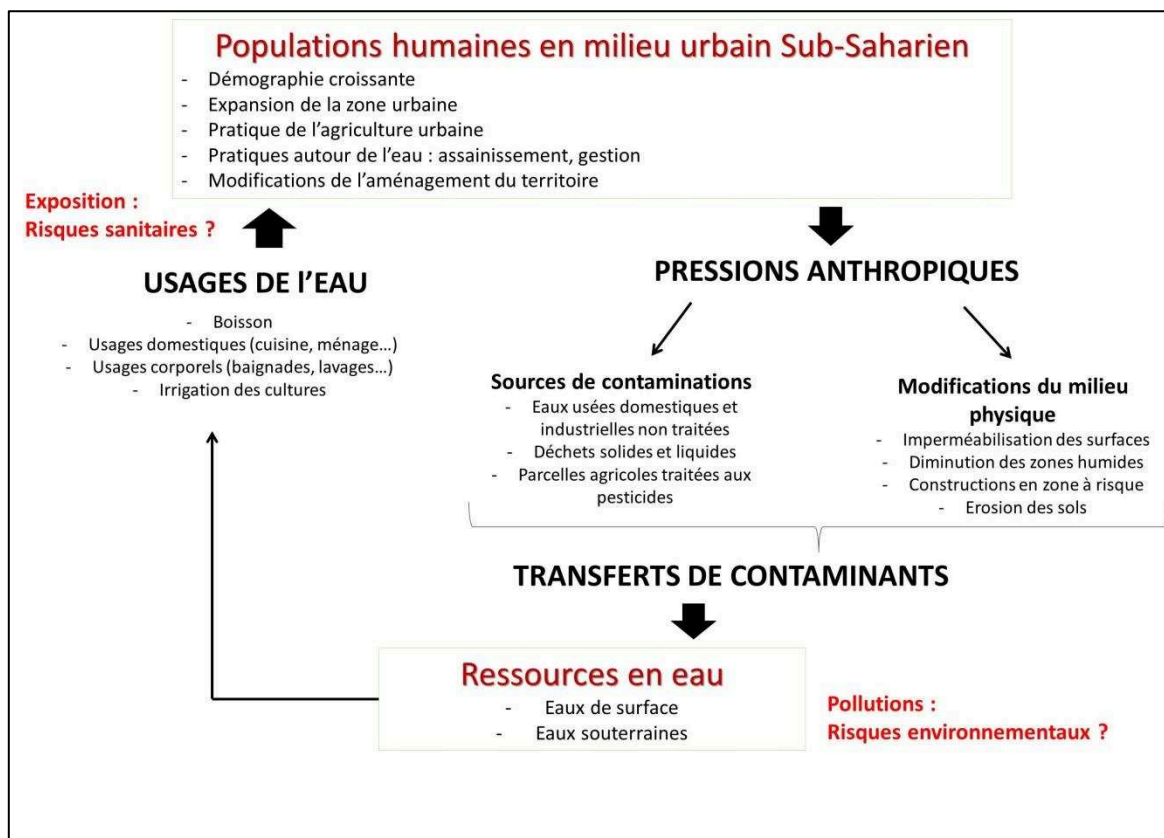 Populations humaines en milieu urbain Sub-Saharien
- Démographie croissante
- Expansion de la zone urbaine
- Pratique de l'agriculture urbaine
- Pratiques autour de l'eau : assainissement, gestion
- Modifications de l'aménagement du territoire
Exposition :
Risques sanitaires ?
USAGES DE l'EAU
- Boisson
- Usages domestiques (cuisine, ménage…)
- Usages corporels (baignades, lavages…)
- Irrigation des cultures
PRESSIONS ANTHROPIQUES
Sources de contaminations
- Eaux usées domestiques et
industrielles non traitées
- Déchets solides et liquides
- Parcelles agricoles traitées aux
pesticides
Modifications du milieu
physique
- Imperméabilisation des surfaces
- Diminution des zones humides
- Constructions en zone à risque
- Erosion des sols
TRANSFERTS DE CONTAMINANTS
Ressources en eau
- Eaux de surface
- Eaux souterraines
Pollutions :
Risques environnementaux ?